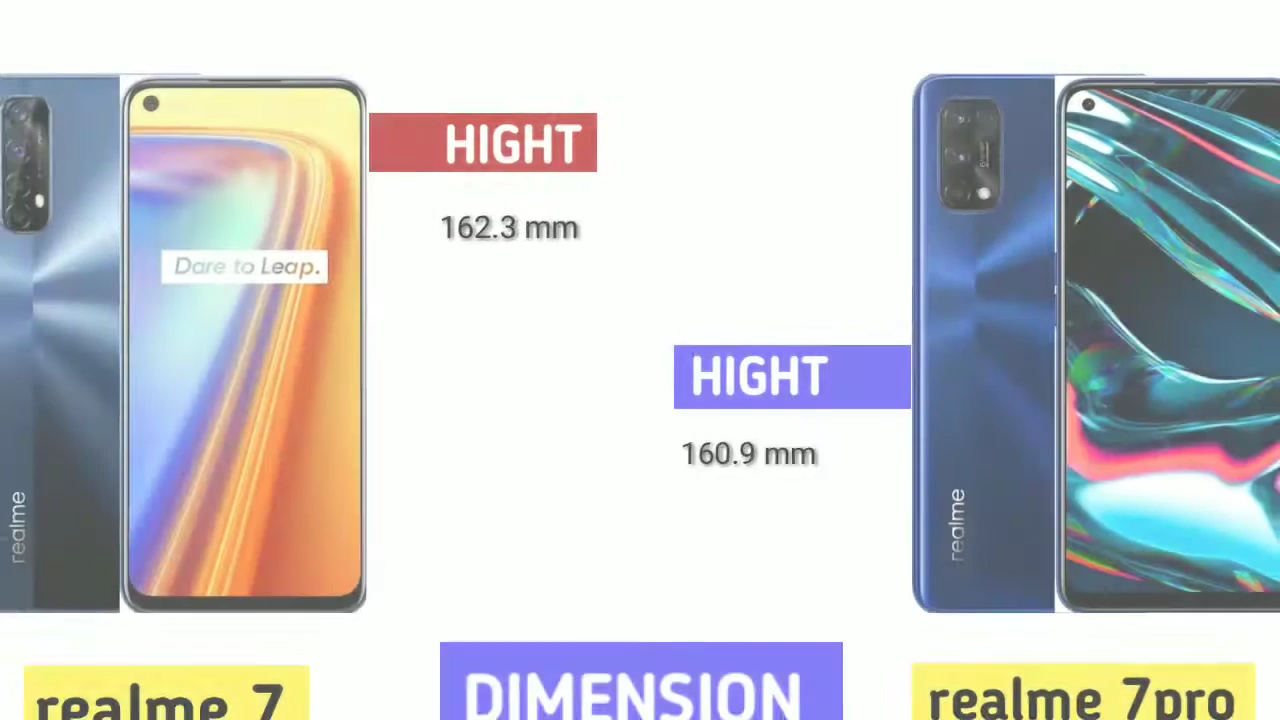 HIGHT
162.3 mm
Dare to Leap.
HIGHT
160.9 mm
realme
realme
realme 7
DIMENSION
realme 7pro